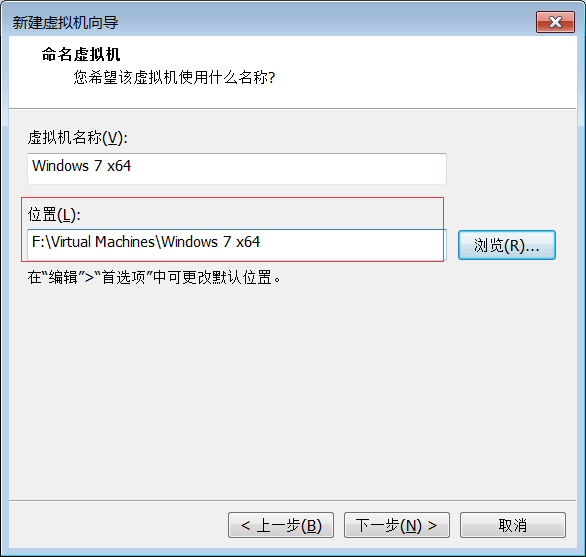 新建虚拟机向导
命名虚拟机
您希望该虚拟机使用什么名称?
虚拟机名称(V):
Windows 7 x64
位置(L):
F:\Virtual Machines\Windows 7 x64
浏览(R)...
在“编辑”>“首选项”中可更改默认位置。
< 上一步(B) 下一步(N) > 取消